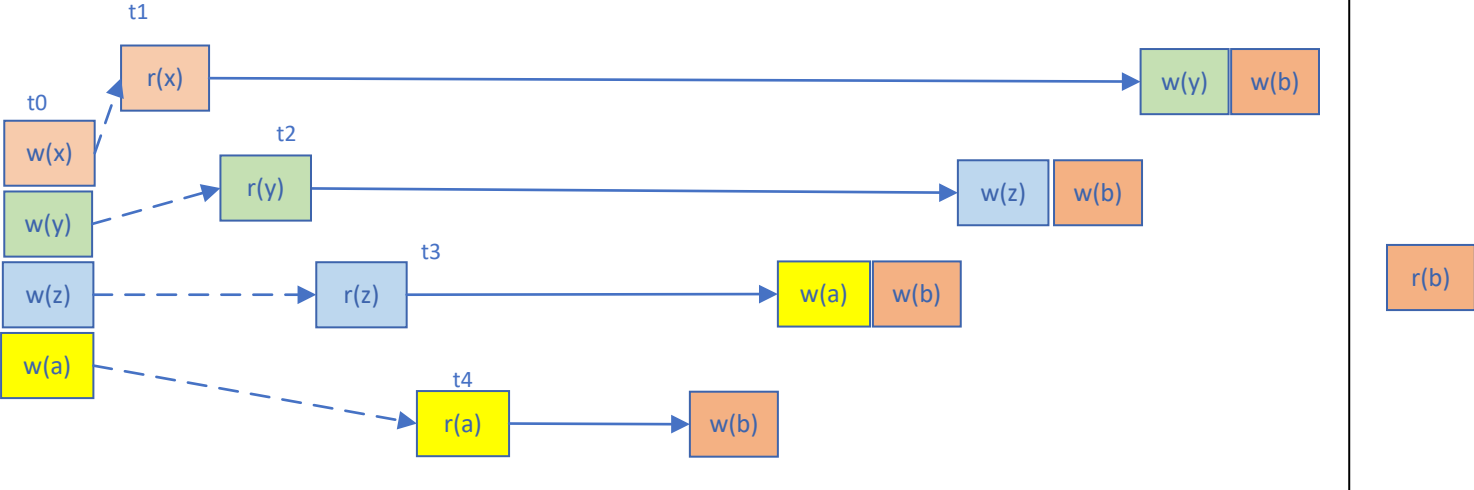 t1
r(x)
w(y) w(b)
t0
w(x)
t2
r(y)
w(z) w(b)
w(y)
t3
w(z)
r(z)
w(a) w(b)
r(b)
w(a)
t4
r(a)
w(b)